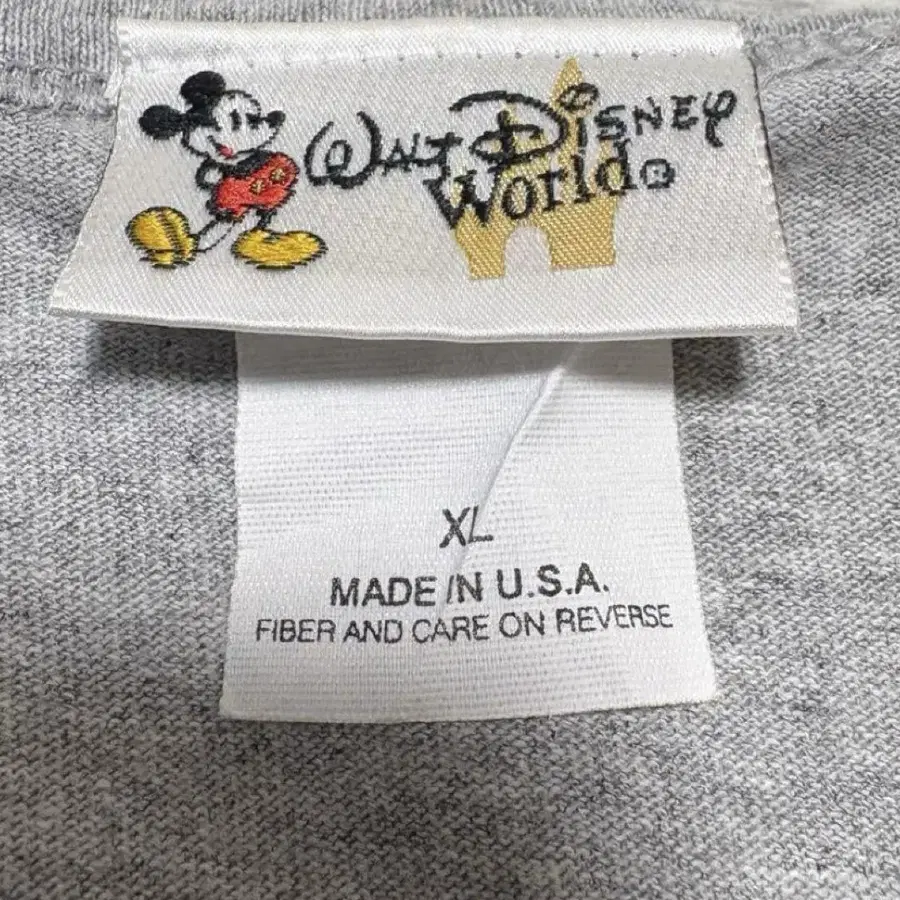 WALT DISNEY
World®
XL
MADE IN U.S.A.
FIBER AND CARE ON REVERSE